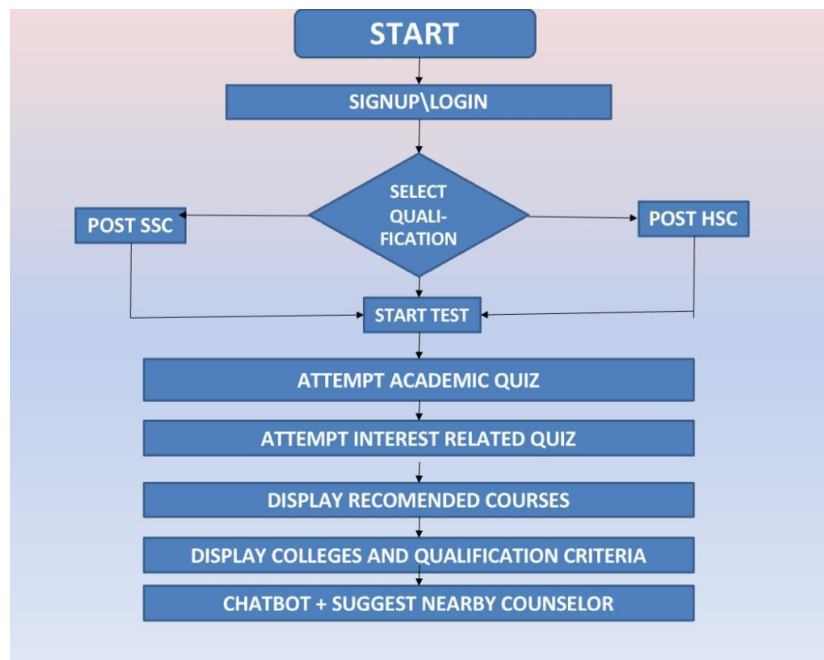 START
SIGNUP\LOGIN
SELECT
QUALI-
FICATION
POST SSC
POST HSC
START TEST
ATTEMPT ACADEMIC QUIZ
ATTEMPT INTEREST RELATED QUIZ
DISPLAY RECOMENDED COURSES
DISPLAY COLLEGES AND QUALIFICATION CRITERIA
CHATBOT + SUGGEST NEARBY COUNSELOR